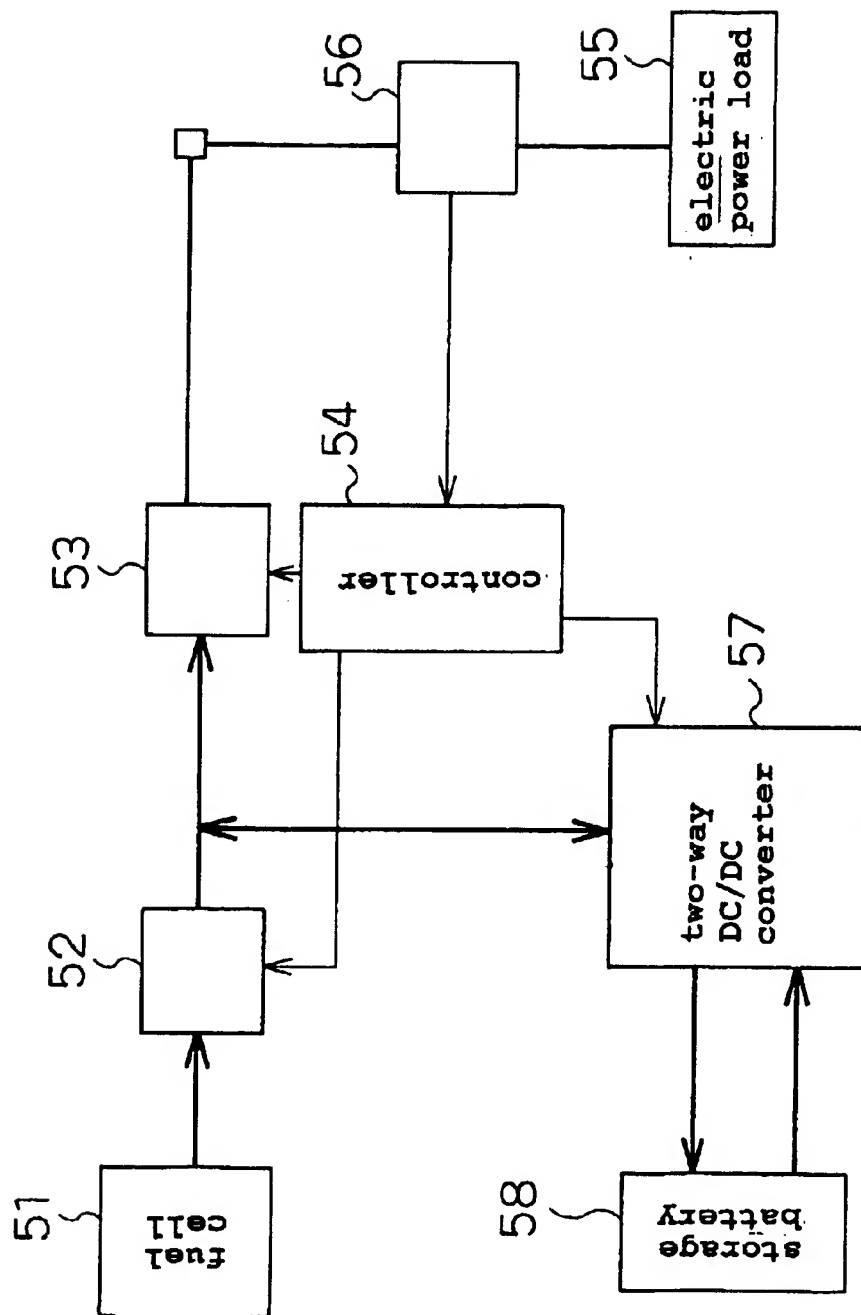 51
fuel
cell
52
53
54
controller
56
55
electric
power load
57
two-way
DC/DC
converter
58
storage
battery